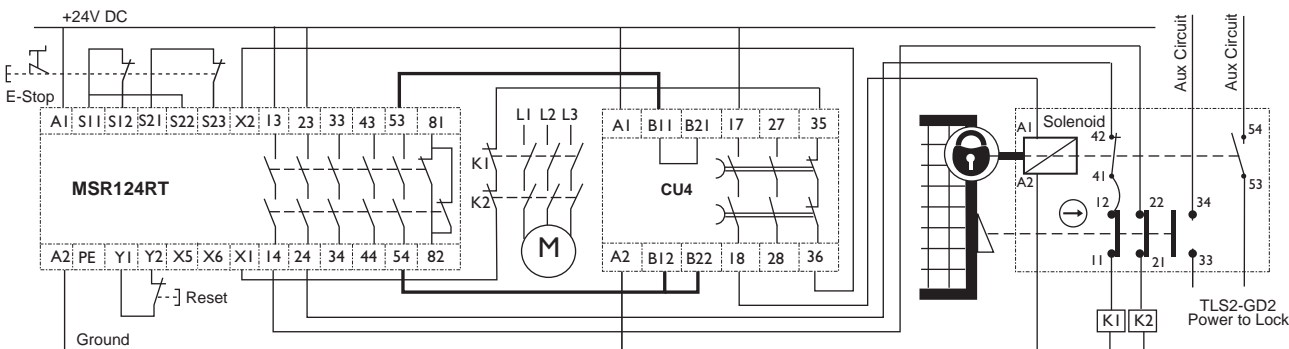 +24V DC
E-Stop
A1 S11 S12 S21 S22 S23 X2 13 23 33 43 53 81
MSR124RT
A2 PE Y1 Y2 X5 X6 X1 14 24 34 44 54 82
Reset
Ground
L1 L2 L3
K1
K2
M
A1 B11 B21 17 27 35
CU4
A2 B12 B22 18 28 36
Aux Circuit
Aux Circuit
A1 Solenoid
A2
42
41
54
53
12 22 34
11 21 33
K1 K2
TLS2-GD2
Power to Lock